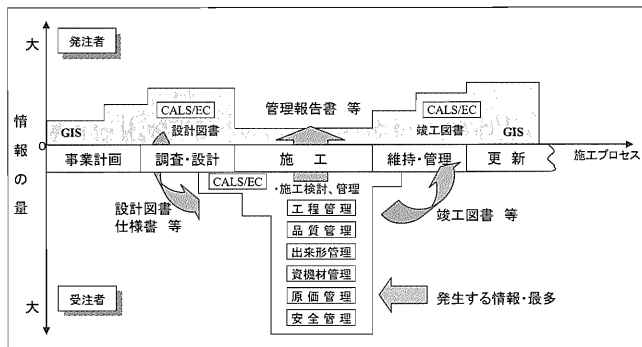 大
発注者
CALS/EC
管理報告書 等
CALS/EC
GIS
設計図書
竣工図書
GIS
情報の量
0
事業計画
調査・設計
施 工
維持・管理
更 新
施工プロセス
CALS/EC
・施工検討、管理
設計図書
仕様書 等
工程管理
品質管理
出来形管理
資機材管理
原価管理
安全管理
竣工図書 等
発生する情報・最多
大
受注者